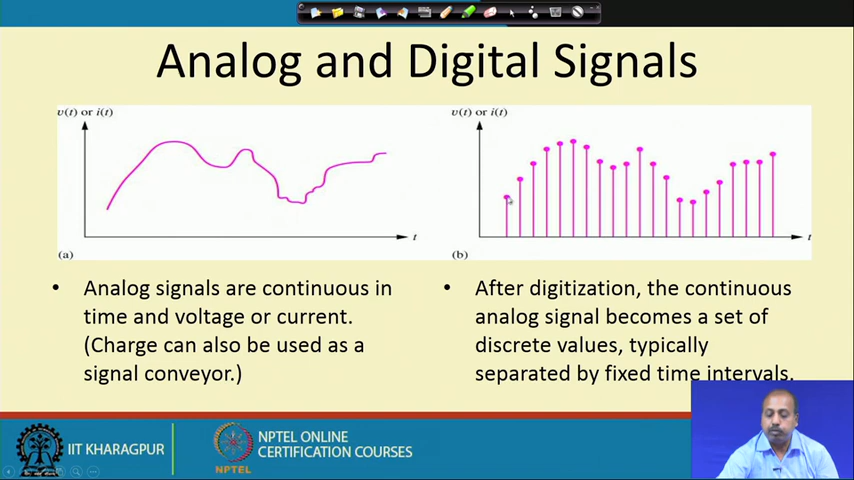 Analog and Digital Signals
v(t) or i(t)
t
(a)
v(t) or i(t)
t
(b)
• Analog signals are continuous in
time and voltage or current.
(Charge can also be used as a
signal conveyor.)
• After digitization, the continuous
analog signal becomes a set of
discrete values, typically
separated by fixed time intervals.
IIT KHARAGPUR
NPTEL
NPTEL ONLINE
CERTIFICATION COURSES